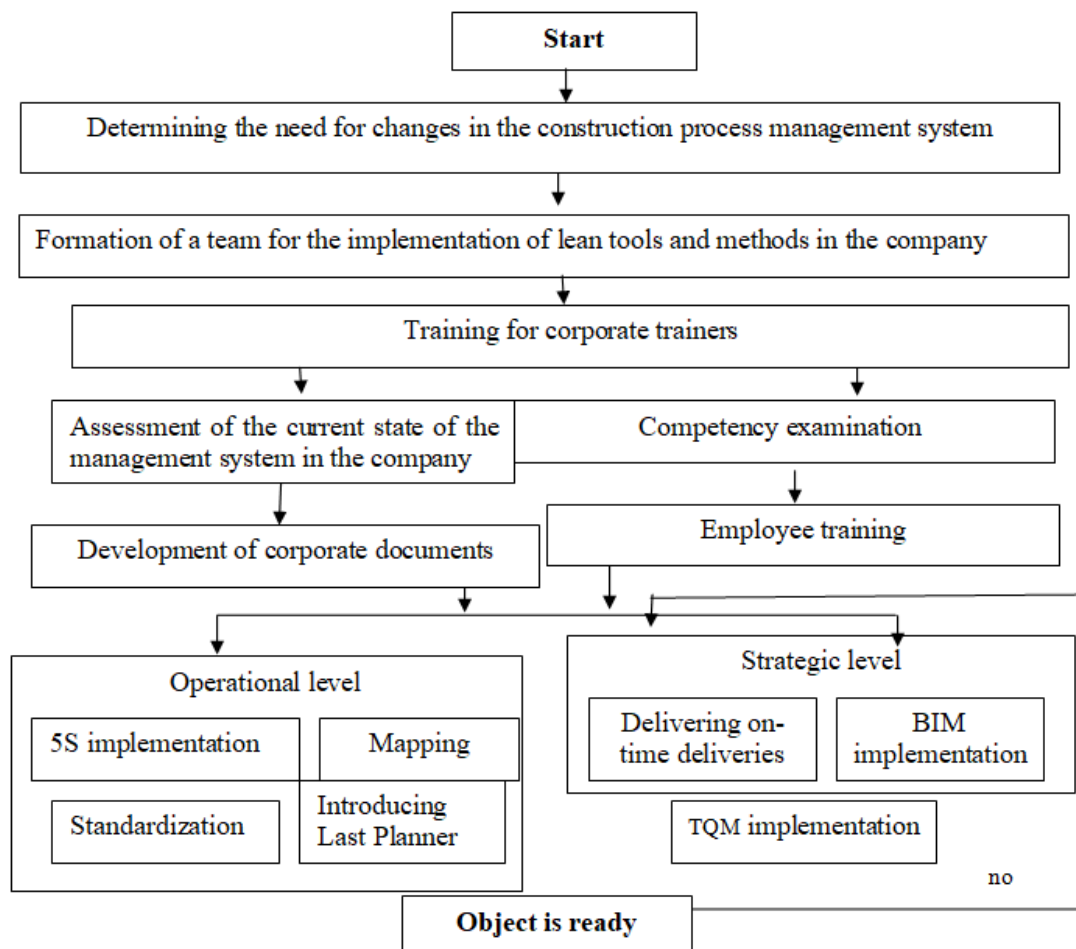 Start
Determining the need for changes in the construction process management system
Formation of a team for the implementation of lean tools and methods in the company
Training for corporate trainers
Assessment of the current state of the
management system in the company
Competency examination
Development of corporate documents
Employee training
Operational level
5S implementation
Mapping
Standardization
Introducing
Last Planner
Strategic level
Delivering on-
time deliveries
BIM
implementation
TQM implementation
no
Object is ready